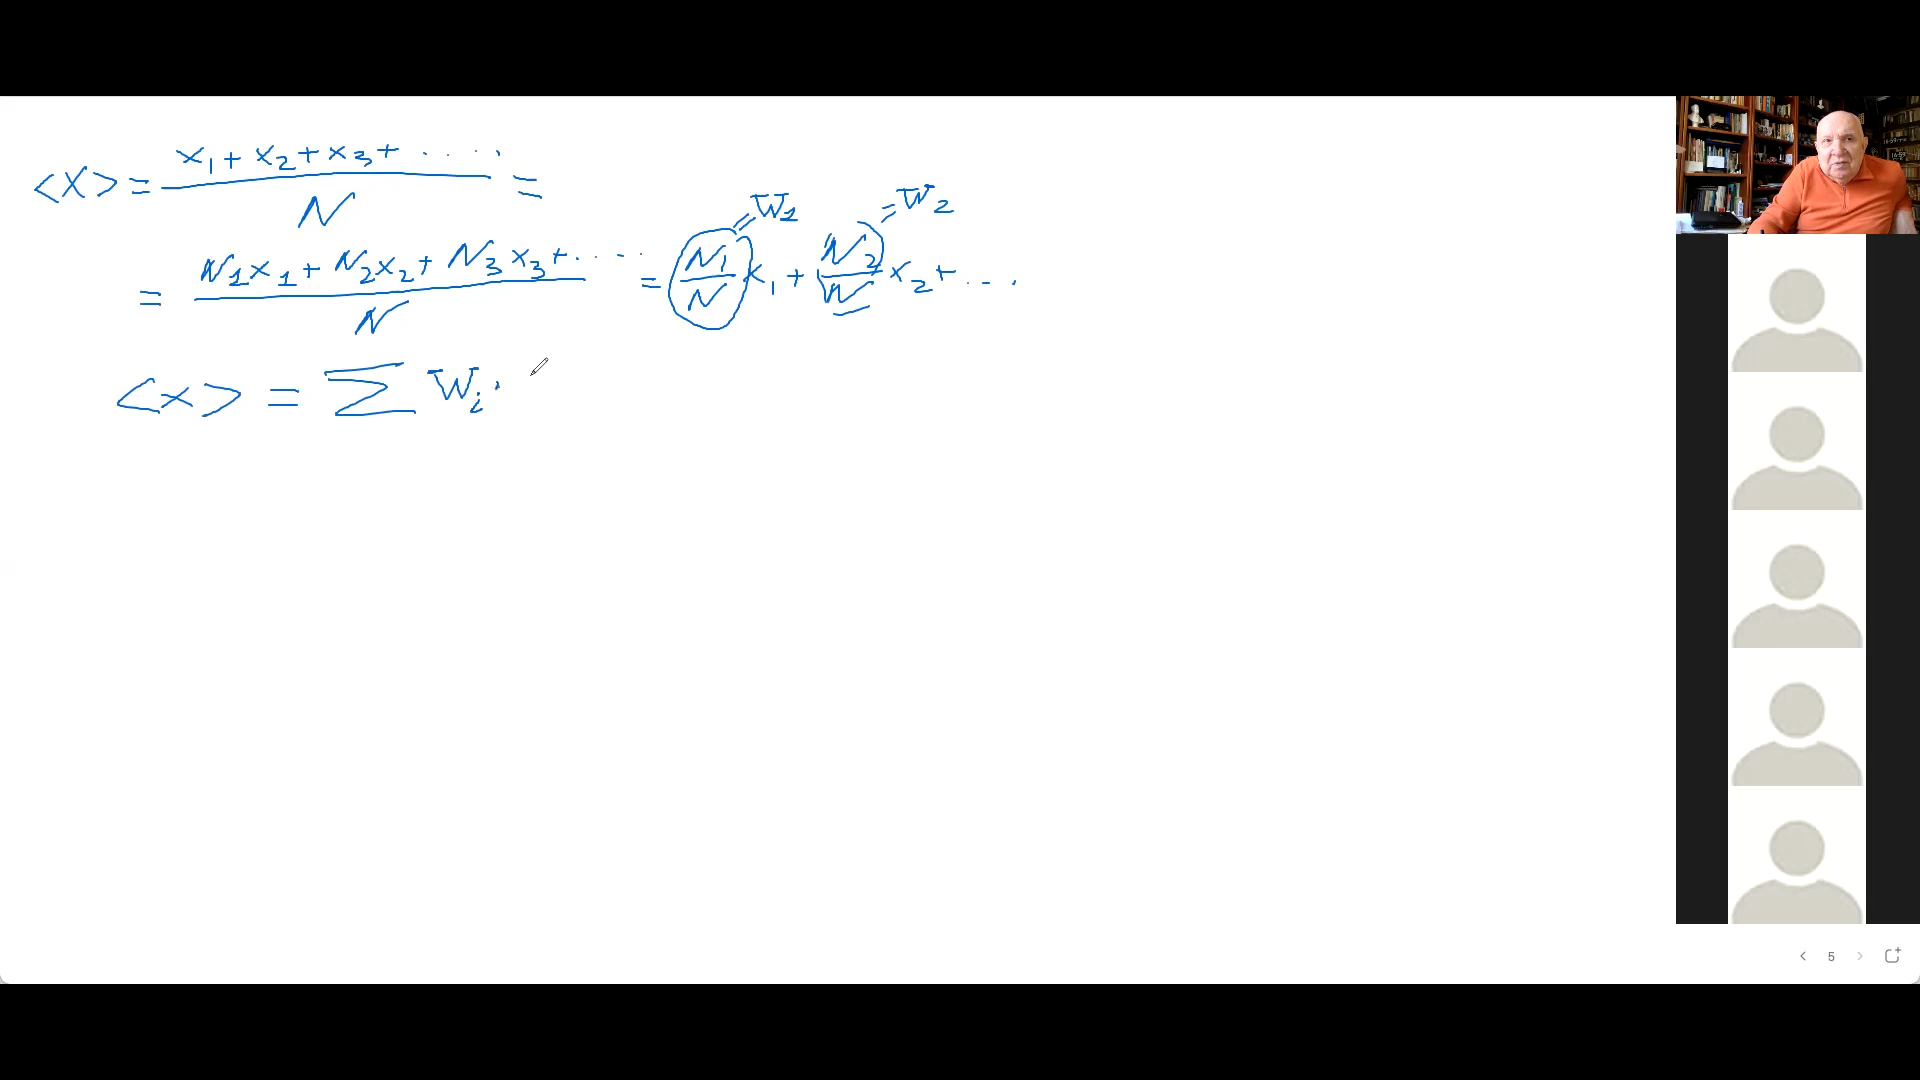 <X> = (x₁ + x₂ + x₃ + .....) / N =
= (N₁x₁ + N₂x₂ + N₃x₃ + .....) / N = (N₁/N) x₁ + (N₂/N) x₂ + ....
= W₁ = W₂
<x> = Σ Wᵢ ·
5